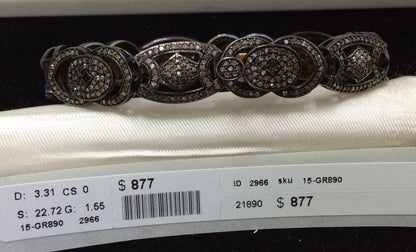 D: 3.31 CS 0
S: 22.72 G: 1.55
15-GR890 2966
$ 877
ID 2966 sku 15-GR890
21890 $ 877